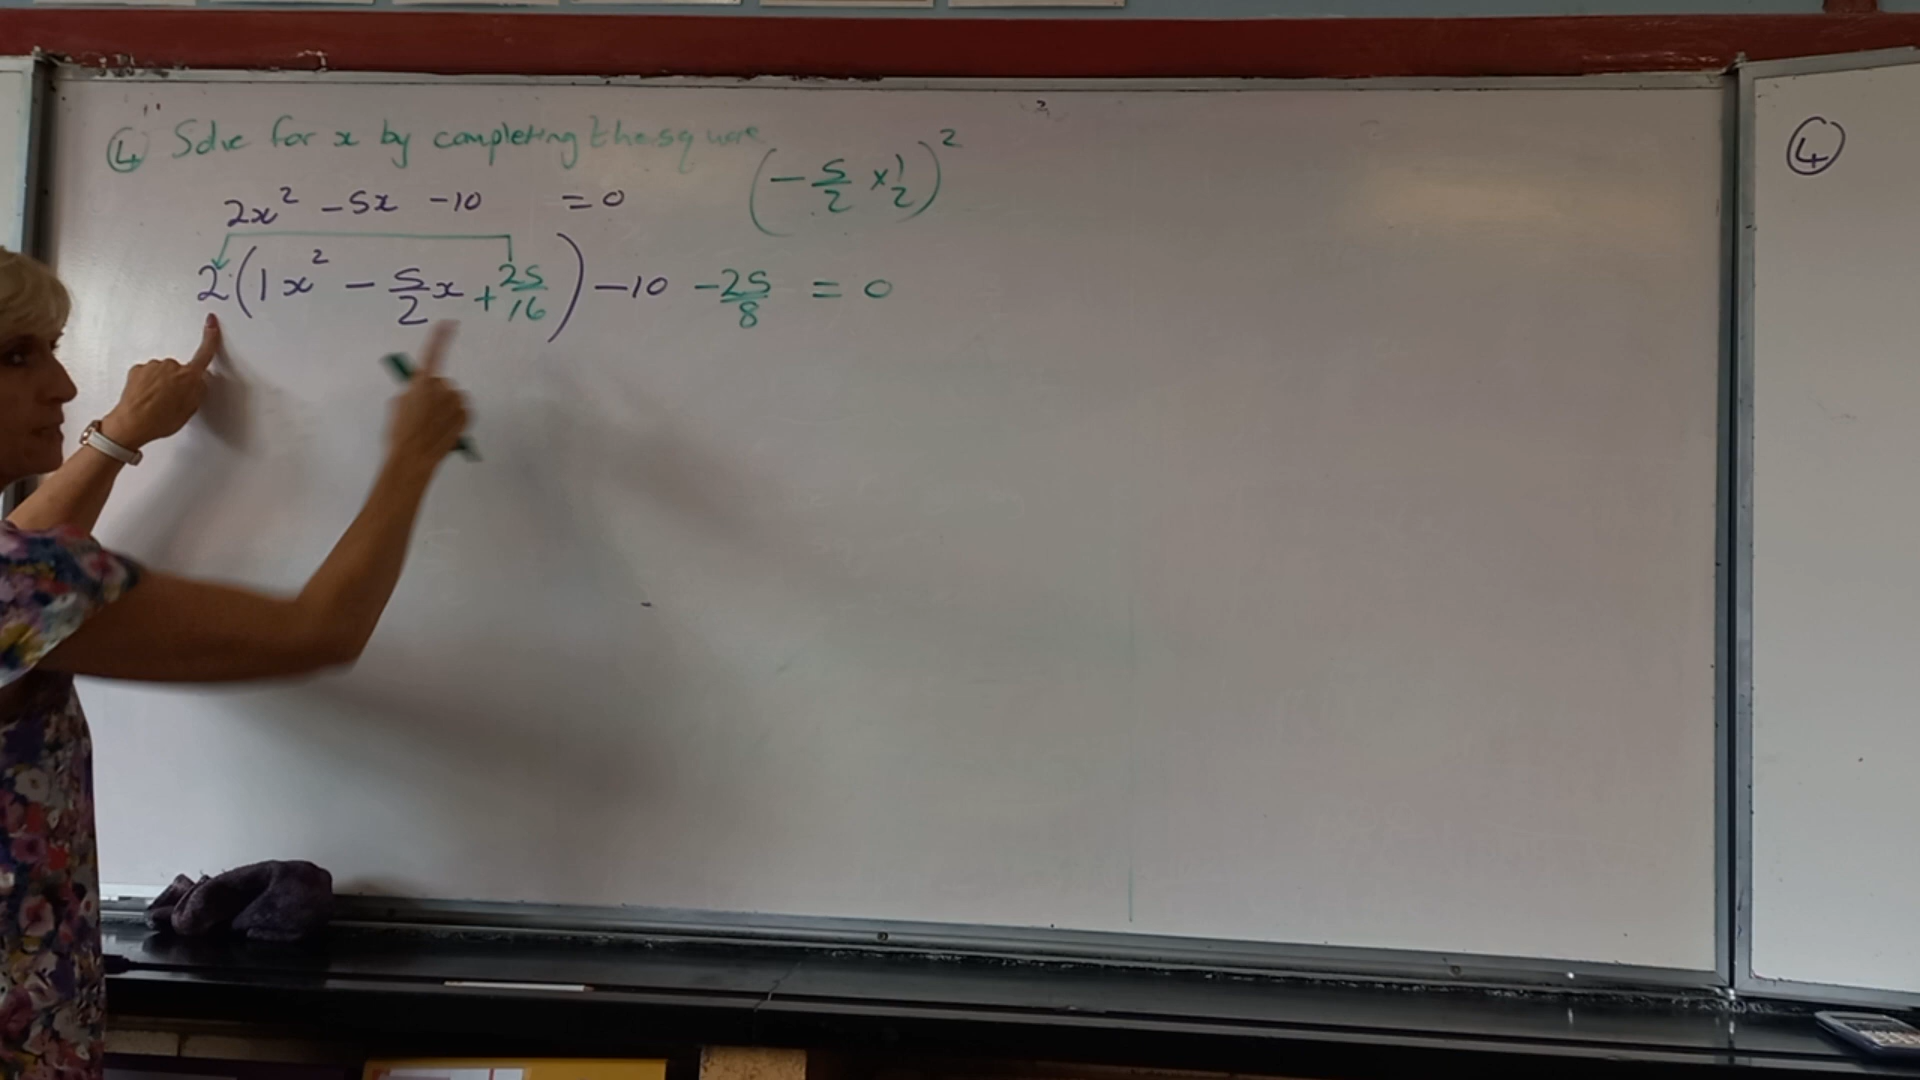 ④ Solve for x by completing the square
2x² - 5x - 10 = 0
(-5/2 × 1/2)²
2(1x² - 5/2x + 25/16) - 10 - 25/8 = 0
④